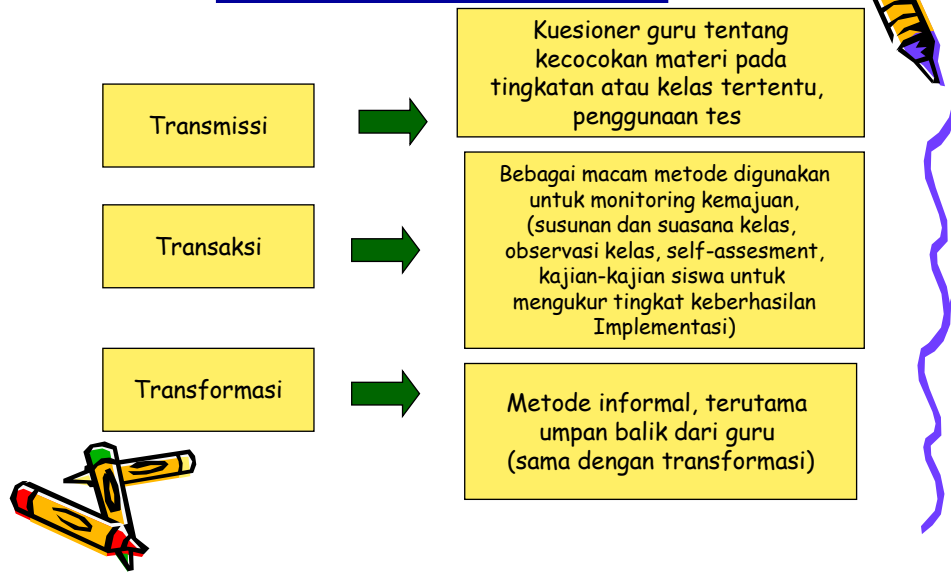 Transmissi
Kuesioner guru tentang
kecocokan materi pada
tingkatan atau kelas tertentu,
penggunaan tes
Transaksi
Bebagai macam metode digunakan
untuk monitoring kemajuan,
(susunan dan suasana kelas,
observasi kelas, self-assesment,
kajian-kajian siswa untuk
mengukur tingkat keberhasilan
Implementasi)
Transformasi
Metode informal, terutama
umpan balik dari guru
(sama dengan transformasi)